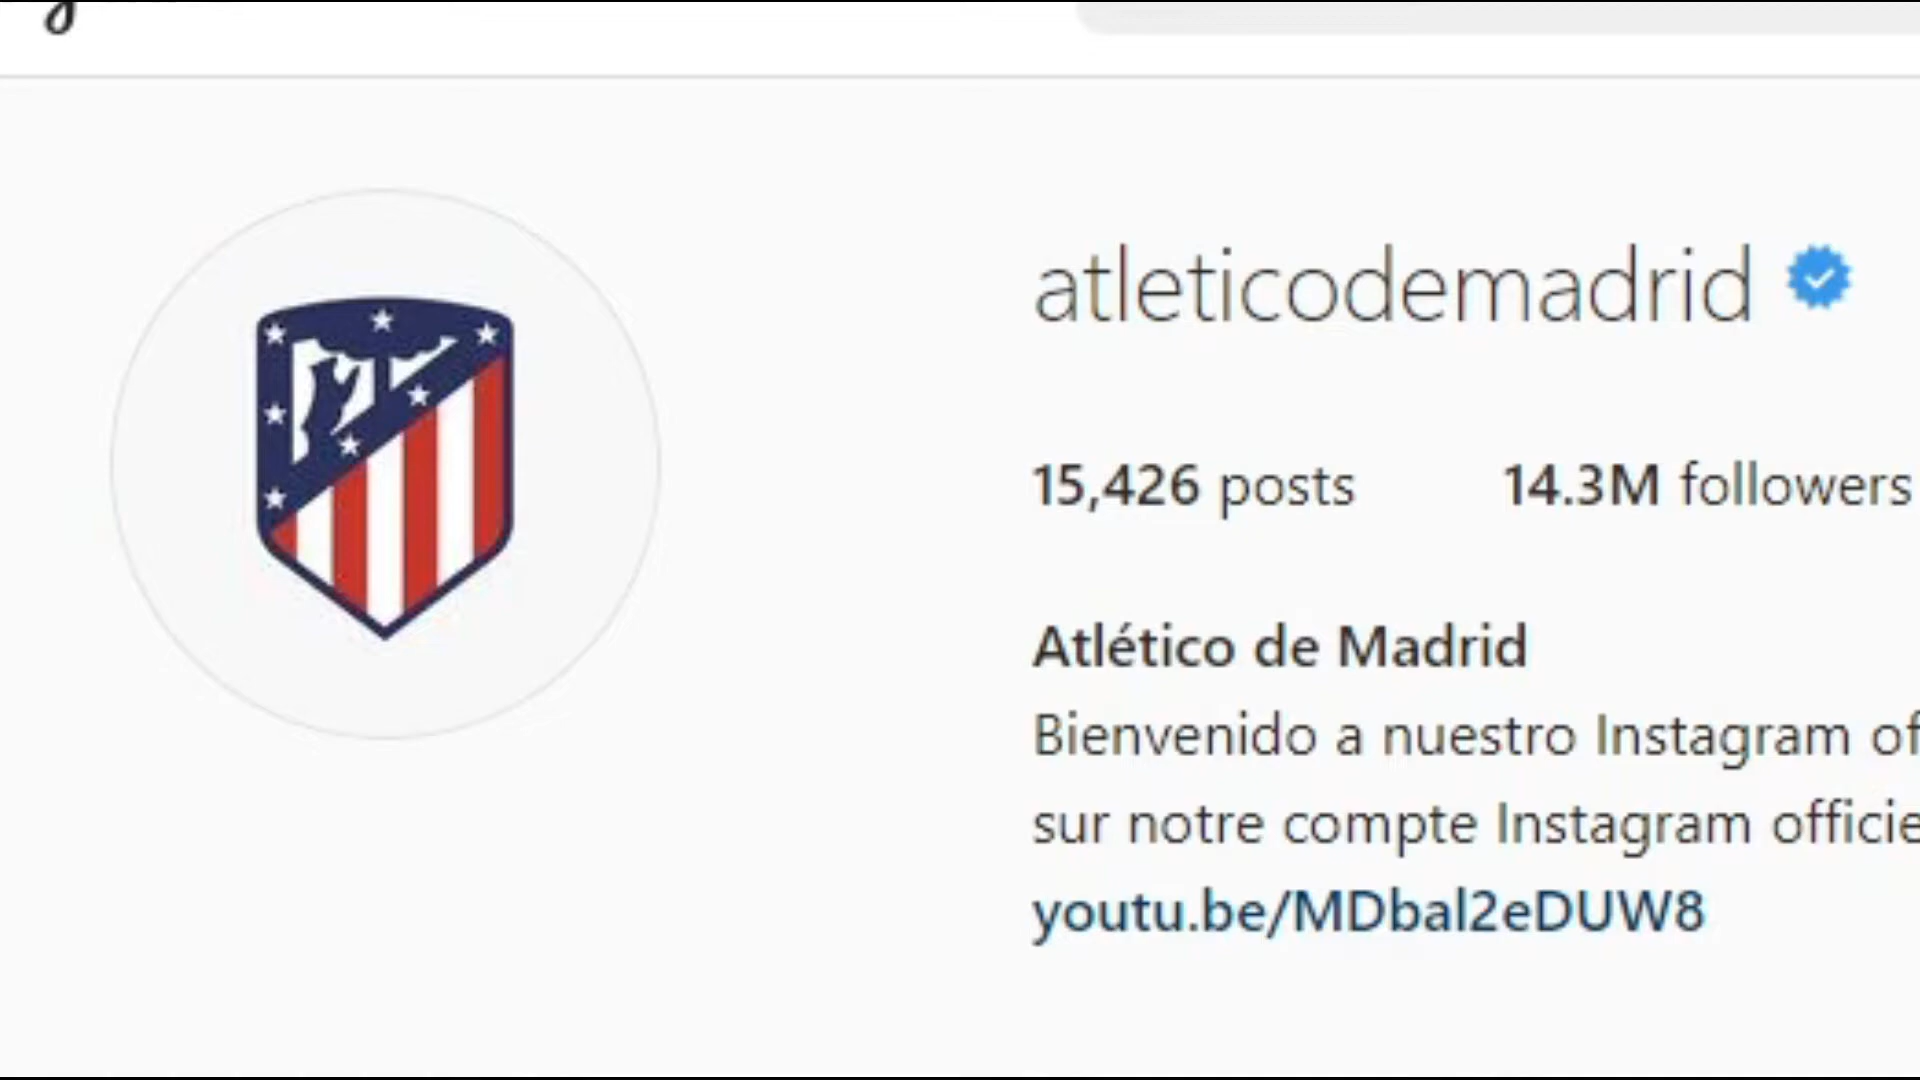 atleticodemadrid
15,426 posts 14.3M followers
Atlético de Madrid
Bienvenido a nuestro Instagram of
sur notre compte Instagram officie
youtu.be/MDbal2eDUW8